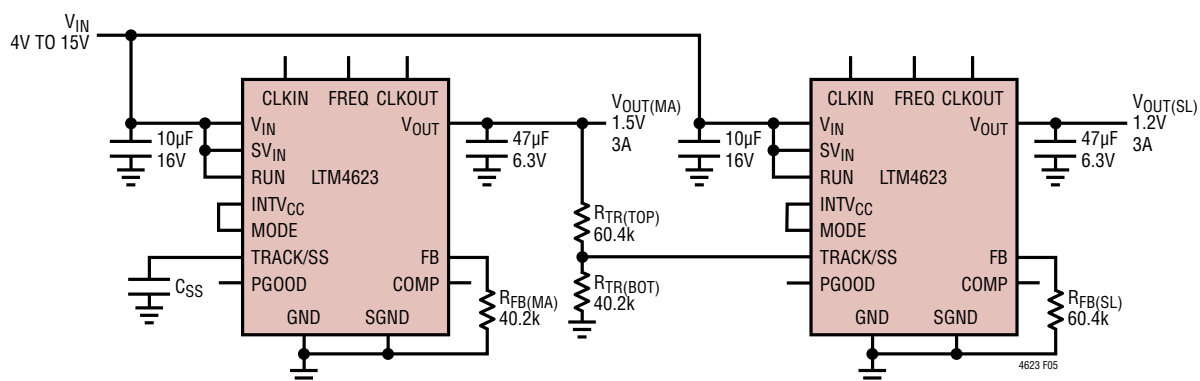 VIN
4V TO 15V
CLKIN FREQ CLKOUT
VIN
SVIN
RUN
INTVCC
MODE
TRACK/SS
PGOOD
VOUT
LTM4623
FB
COMP
GND SGND
10µF
16V
CSS
47µF
6.3V
VOUT(MA)
1.5V
3A
RTR(TOP)
60.4k
RTR(BOT)
40.2k
RFB(MA)
40.2k
10µF
16V
CLKIN FREQ CLKOUT
VIN
SVIN
RUN
INTVCC
MODE
TRACK/SS
PGOOD
VOUT
LTM4623
FB
COMP
GND SGND
47µF
6.3V
VOUT(SL)
1.2V
3A
RFB(SL)
60.4k
4623 F05